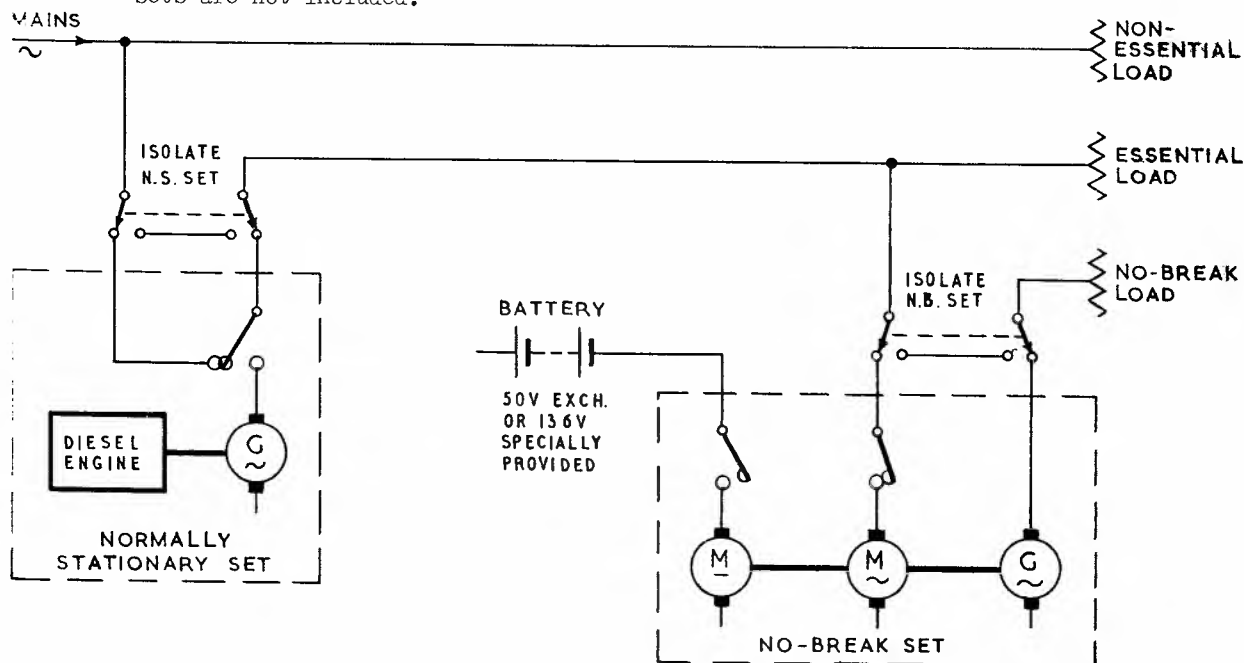 sets are not included.
MAINS
~
NON-
ESSENTIAL
LOAD
ISOLATE
N.S. SET
ESSENTIAL
LOAD
ISOLATE
N.B. SET
NO-BREAK
LOAD
BATTERY
50V EXCH.
OR 136V
SPECIALLY
PROVIDED
DIESEL
ENGINE
G
~
NORMALLY
STATIONARY SET
M
—
M
~
G
~
NO-BREAK SET